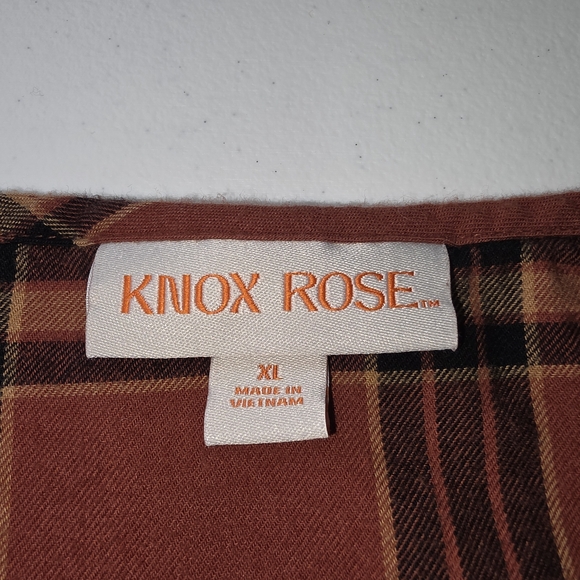 KNOX ROSE™
XL
MADE IN
VIETNAM